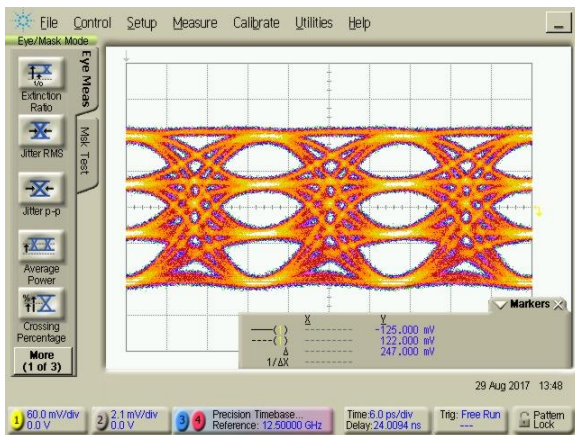 File Control Setup Measure Calibrate Utilities Help
Eye/Mask Mode
Eye Meas
Msk Test
Extinction
Ratio
Jitter RMS
Jitter p-p
Average
Power
Crossing
Percentage
More
(1 of 3)
Markers
X Y
—( ) --------- -125.000 mV
----( ) --------- 122.000 mV
Δ --------- 247.000 mV
1/ΔX ---------
29 Aug 2017 13:48
1 60.0 mV/div
0.0 V
2 2.1 mV/div
0.0 V
3 4 Precision Timebase...
Reference: 12.50000 GHz
Time:6.0 ps/div
Delay:24.0094 ns
Trig: Free Run
---
Pattern
Lock